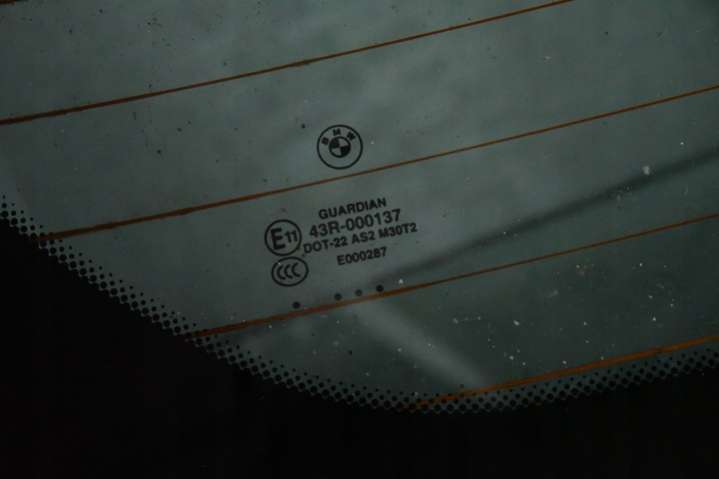 BMW
GUARDIAN
E11 43R-000137
DOT-22 AS2 M30T2
CCC E000287